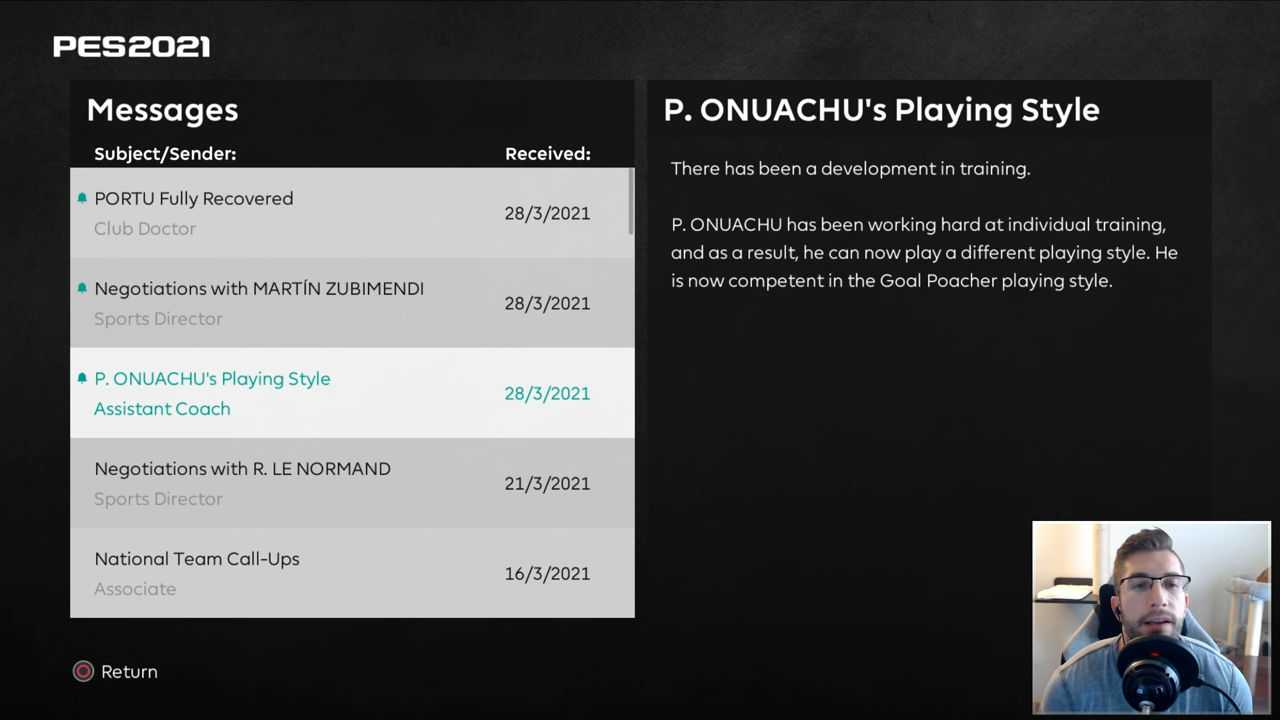 PES2021
Messages
Subject/Sender:
Received:
PORTU Fully Recovered
Club Doctor
28/3/2021
Negotiations with MARTÍN ZUBIMENDI
Sports Director
28/3/2021
P. ONUACHU's Playing Style
Assistant Coach
28/3/2021
Negotiations with R. LE NORMAND
Sports Director
21/3/2021
National Team Call-Ups
Associate
16/3/2021
P. ONUACHU's Playing Style
There has been a development in training.
P. ONUACHU has been working hard at individual training,
and as a result, he can now play a different playing style. He
is now competent in the Goal Poacher playing style.
Return